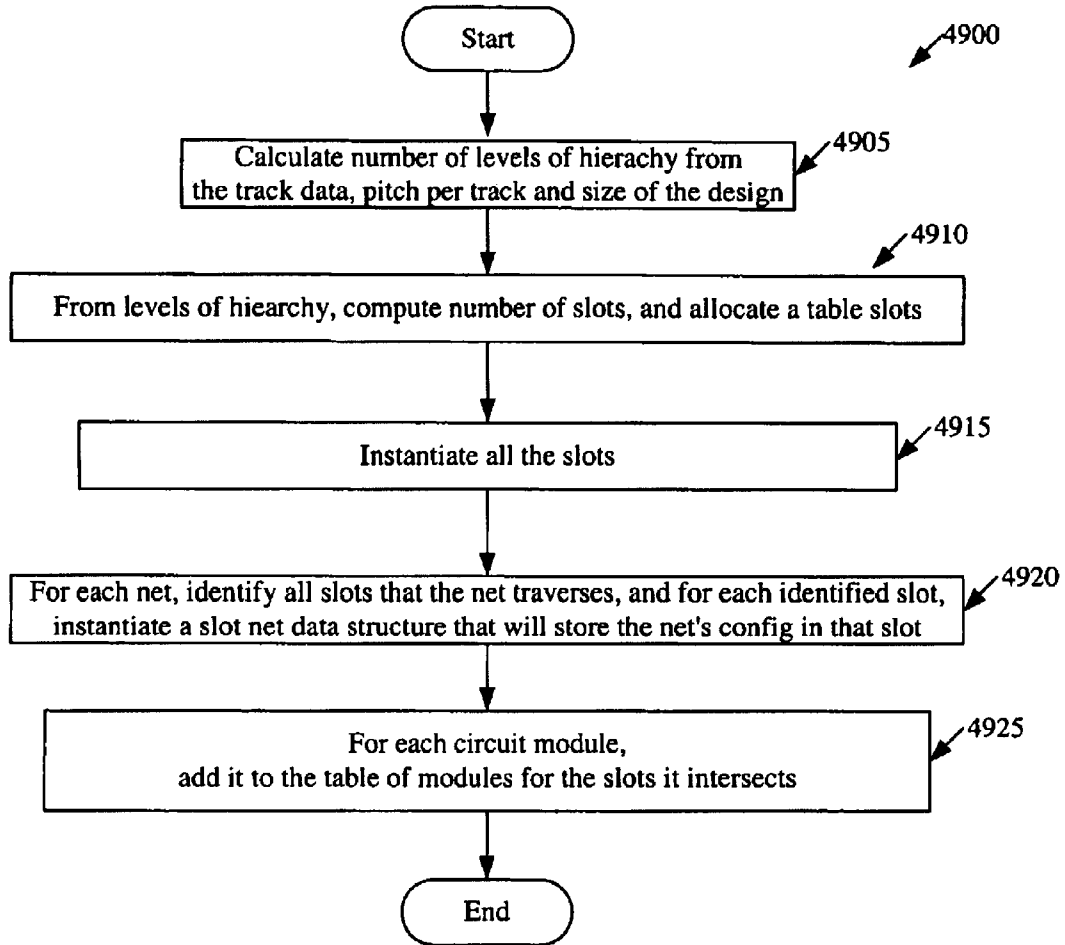 Start
4900
Calculate number of levels of hierachy from
the track data, pitch per track and size of the design
4905
4910
From levels of hiearchy, compute number of slots, and allocate a table slots
Instantiate all the slots
4915
For each net, identify all slots that the net traverses, and for each identified slot,
instantiate a slot net data structure that will store the net's config in that slot
4920
For each circuit module,
add it to the table of modules for the slots it intersects
4925
End